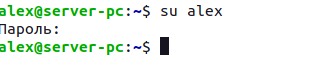 alex@server-pc:~$ su alex
Пароль:
alex@server-pc:~$